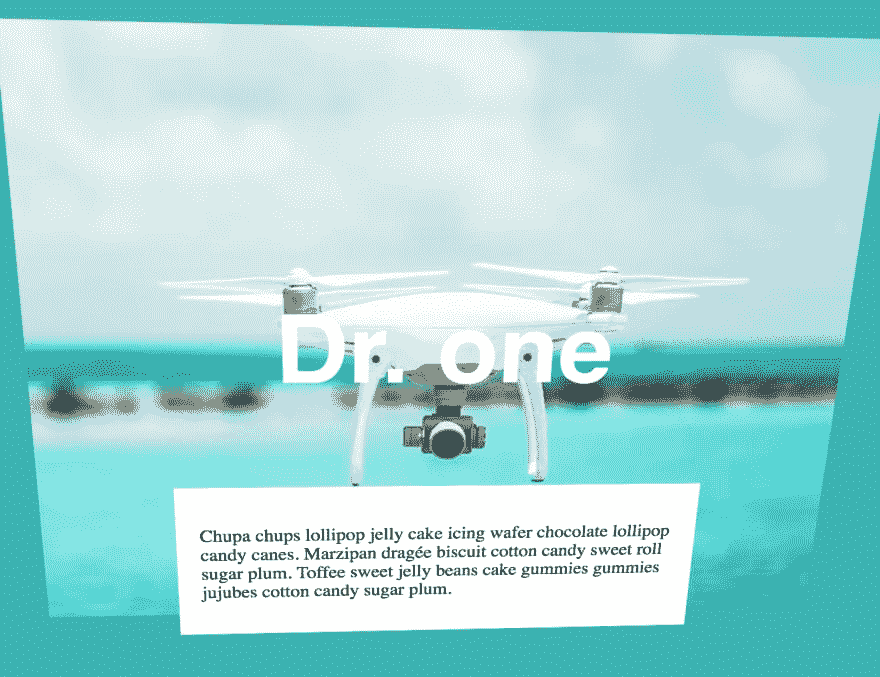 Dr. one
Chupa chups lollipop jelly cake icing wafer chocolate lollipop
candy canes. Marzipan dragée biscuit cotton candy sweet roll
sugar plum. Toffee sweet jelly beans cake gummies gummies
jujubes cotton candy sugar plum.